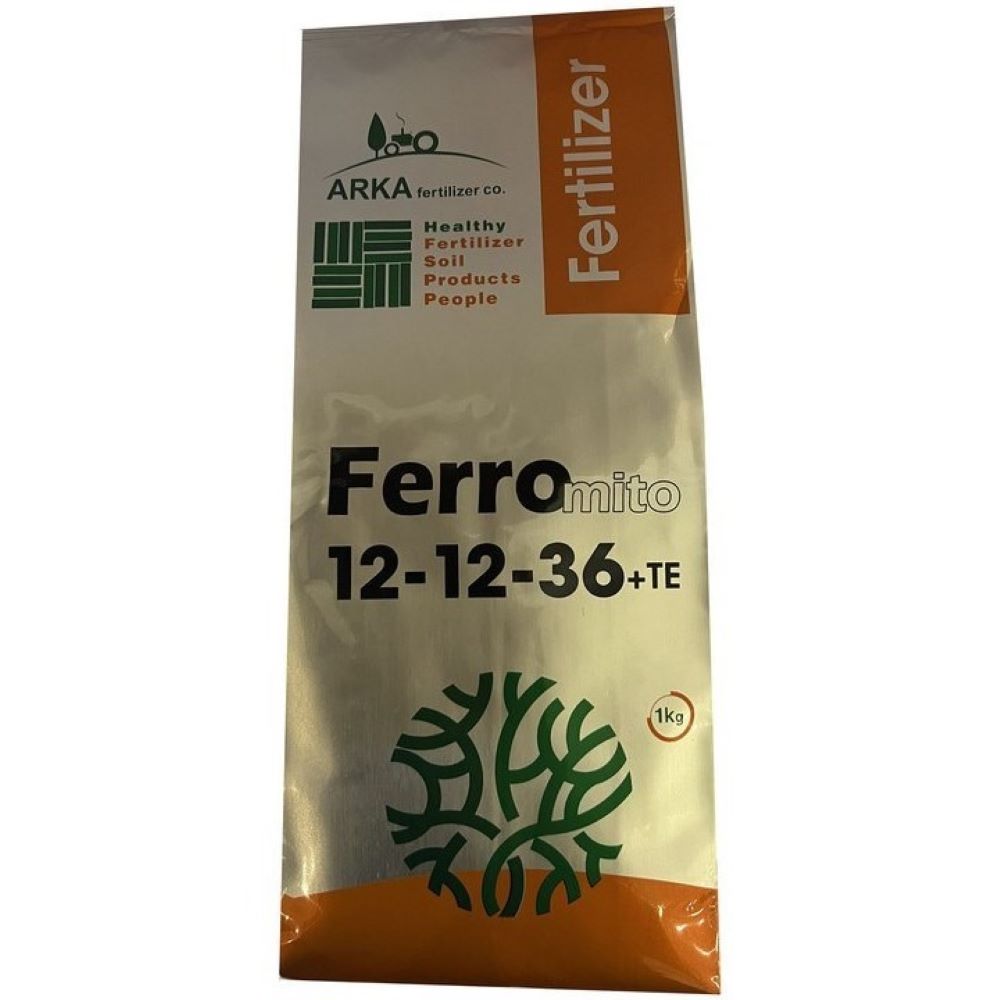 Fertilizer
ARKA fertilizer co.
Healthy
Fertilizer
Soil
Products
People
Ferromito
12-12-36+TE
1kg